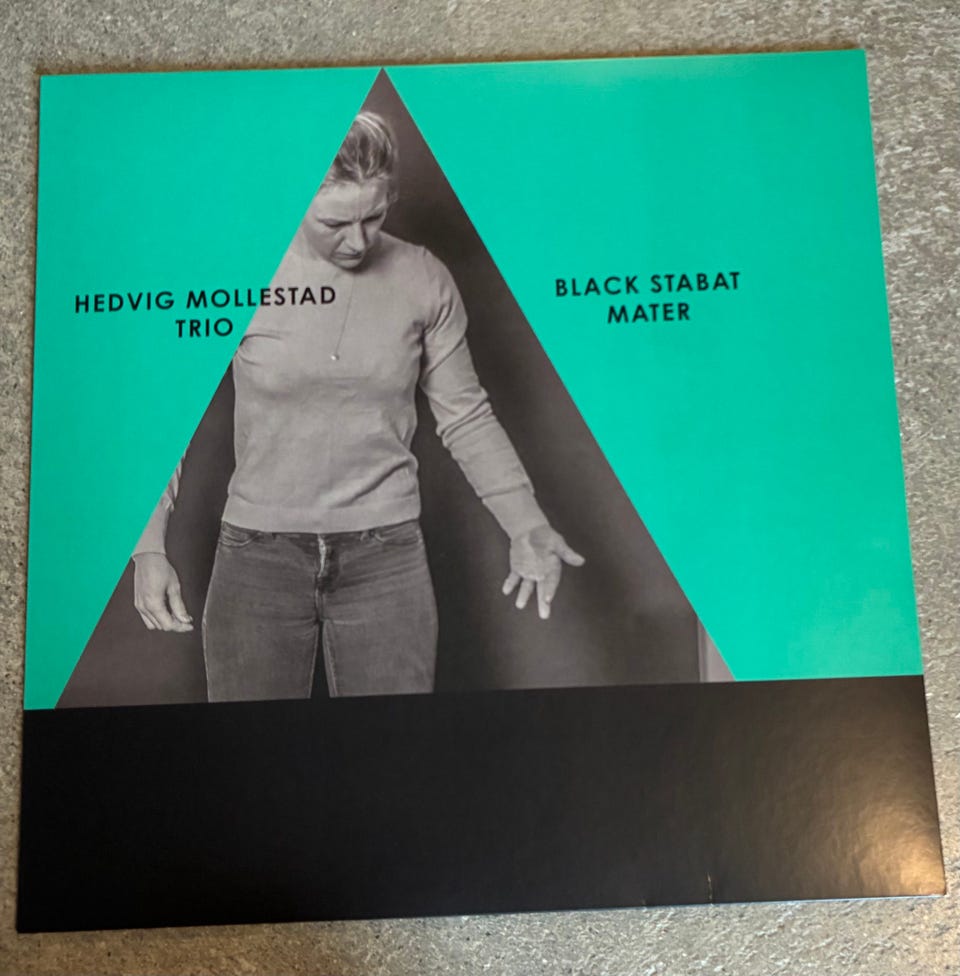 HEDVIG MOLLESTAD
TRIO
BLACK STABAT
MATER